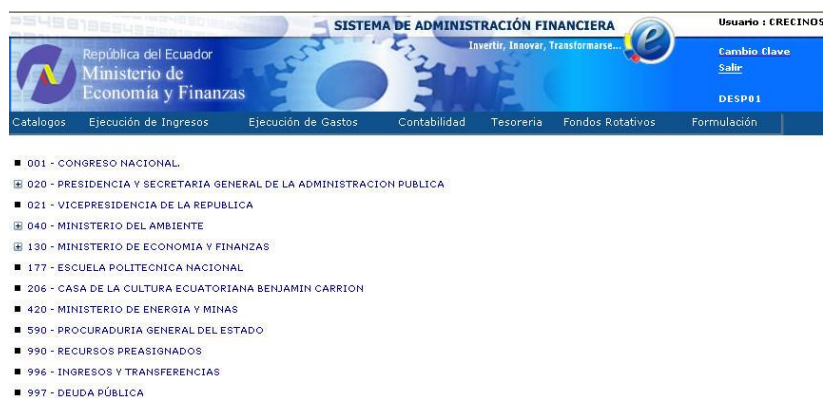 SISTEMA DE ADMINISTRACIÓN FINANCIERA
Usuario : CRECINOS
Invertir, Innovar, Transformarse...
e
República del Ecuador
Ministerio de
Economía y Finanzas
Cambio Clave
Salir
DESP01
Catalogos Ejecución de Ingresos Ejecución de Gastos Contabilidad Tesoreria Fondos Rotativos Formulación
001 - CONGRESO NACIONAL.
020 - PRESIDENCIA Y SECRETARIA GENERAL DE LA ADMINISTRACION PUBLICA
021 - VICEPRESIDENCIA DE LA REPUBLICA
040 - MINISTERIO DEL AMBIENTE
130 - MINISTERIO DE ECONOMIA Y FINANZAS
177 - ESCUELA POLITECNICA NACIONAL
206 - CASA DE LA CULTURA ECUATORIANA BENJAMIN CARRION
420 - MINISTERIO DE ENERGIA Y MINAS
590 - PROCURADURIA GENERAL DEL ESTADO
990 - RECURSOS PREASIGNADOS
996 - INGRESOS Y TRANSFERENCIAS
997 - DEUDA PÚBLICA